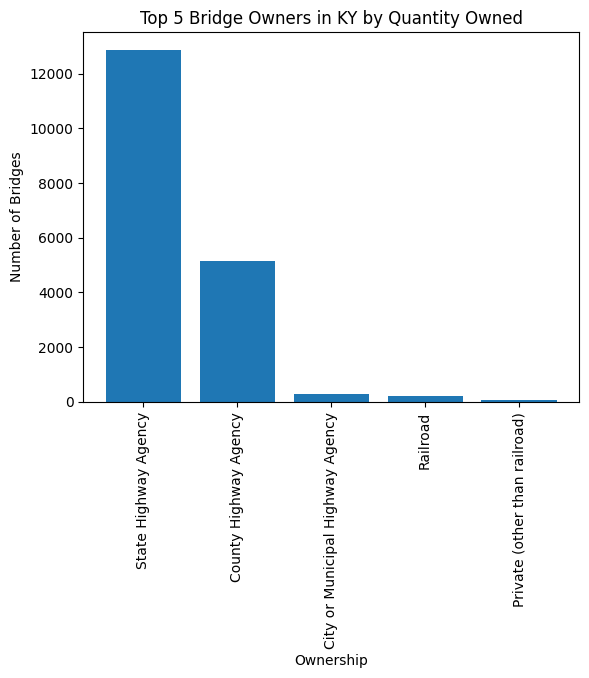 Top 5 Bridge Owners in KY by Quantity Owned
Number of Bridges
12000
10000
8000
6000
4000
2000
0
State Highway Agency
County Highway Agency
City or Municipal Highway Agency
Railroad
Private (other than railroad)
Ownership